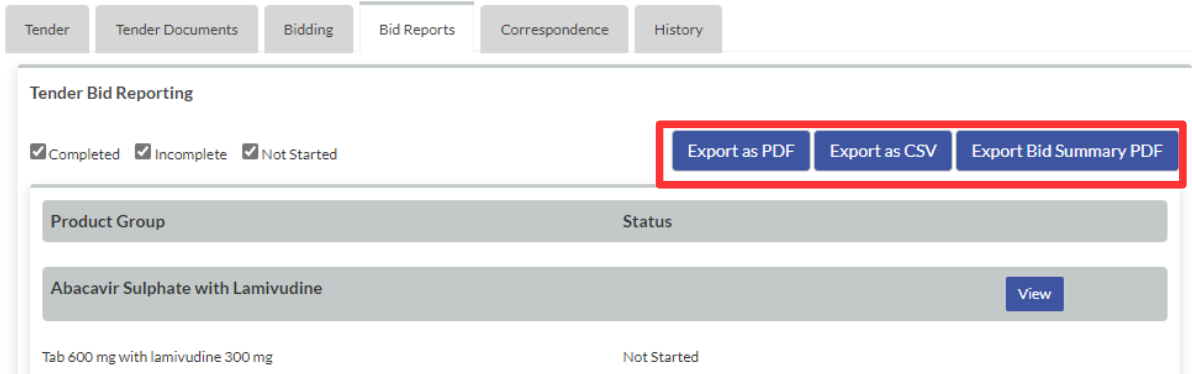 Tender Tender Documents Bidding Bid Reports Correspondence History
Tender Bid Reporting
Completed Incomplete Not Started Export as PDF Export as CSV Export Bid Summary PDF
Product Group Status
Abacavir Sulphate with Lamivudine View
Tab 600 mg with lamivudine 300 mg Not Started